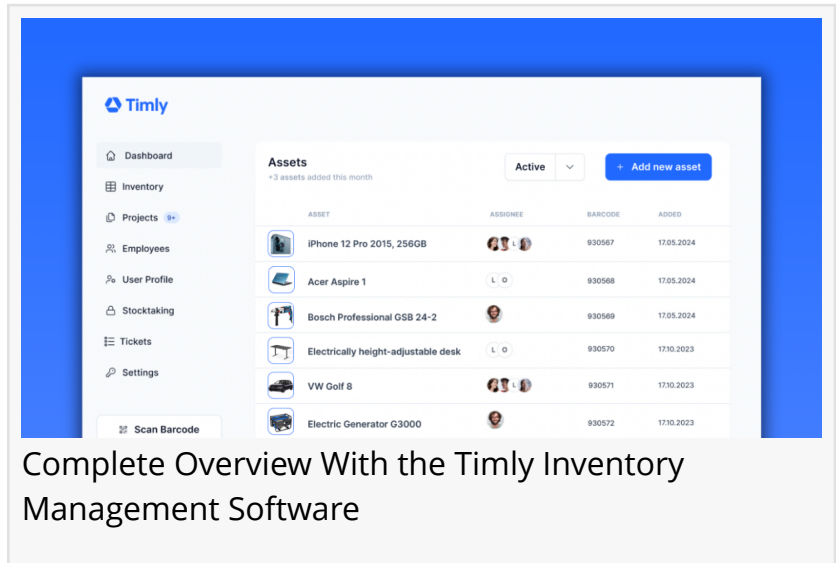 Timly
Dashboard
Inventory
Projects 9+
Employees
User Profile
Stocktaking
Tickets
Settings
Scan Barcode
Assets
+3 assets added this month
Active
+ Add new asset
ASSET ASSIGNEE BARCODE ADDED
iPhone 12 Pro 2015, 256GB L 930567 17.05.2024
Acer Aspire 1 L O 930568 17.05.2024
Bosch Professional GSB 24-2 930569 17.05.2024
Electrically height-adjustable desk L O 930570 17.10.2023
VW Golf 8 L 930571 17.10.2023
Electric Generator G3000 930572 17.10.2023
Complete Overview With the Timly Inventory
Management Software